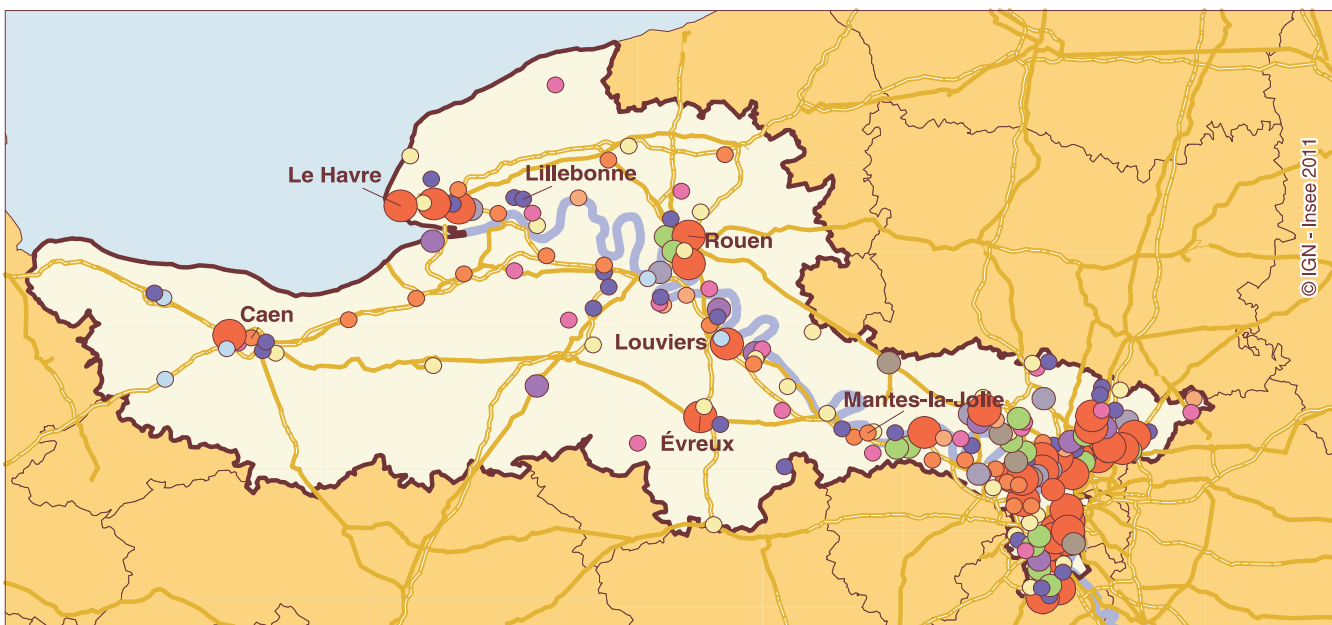 Le Havre
Lillebonne
Rouen
Caen
Louviers
Mantes-la-Jolie
Évreux
© IGN - Insee 2011